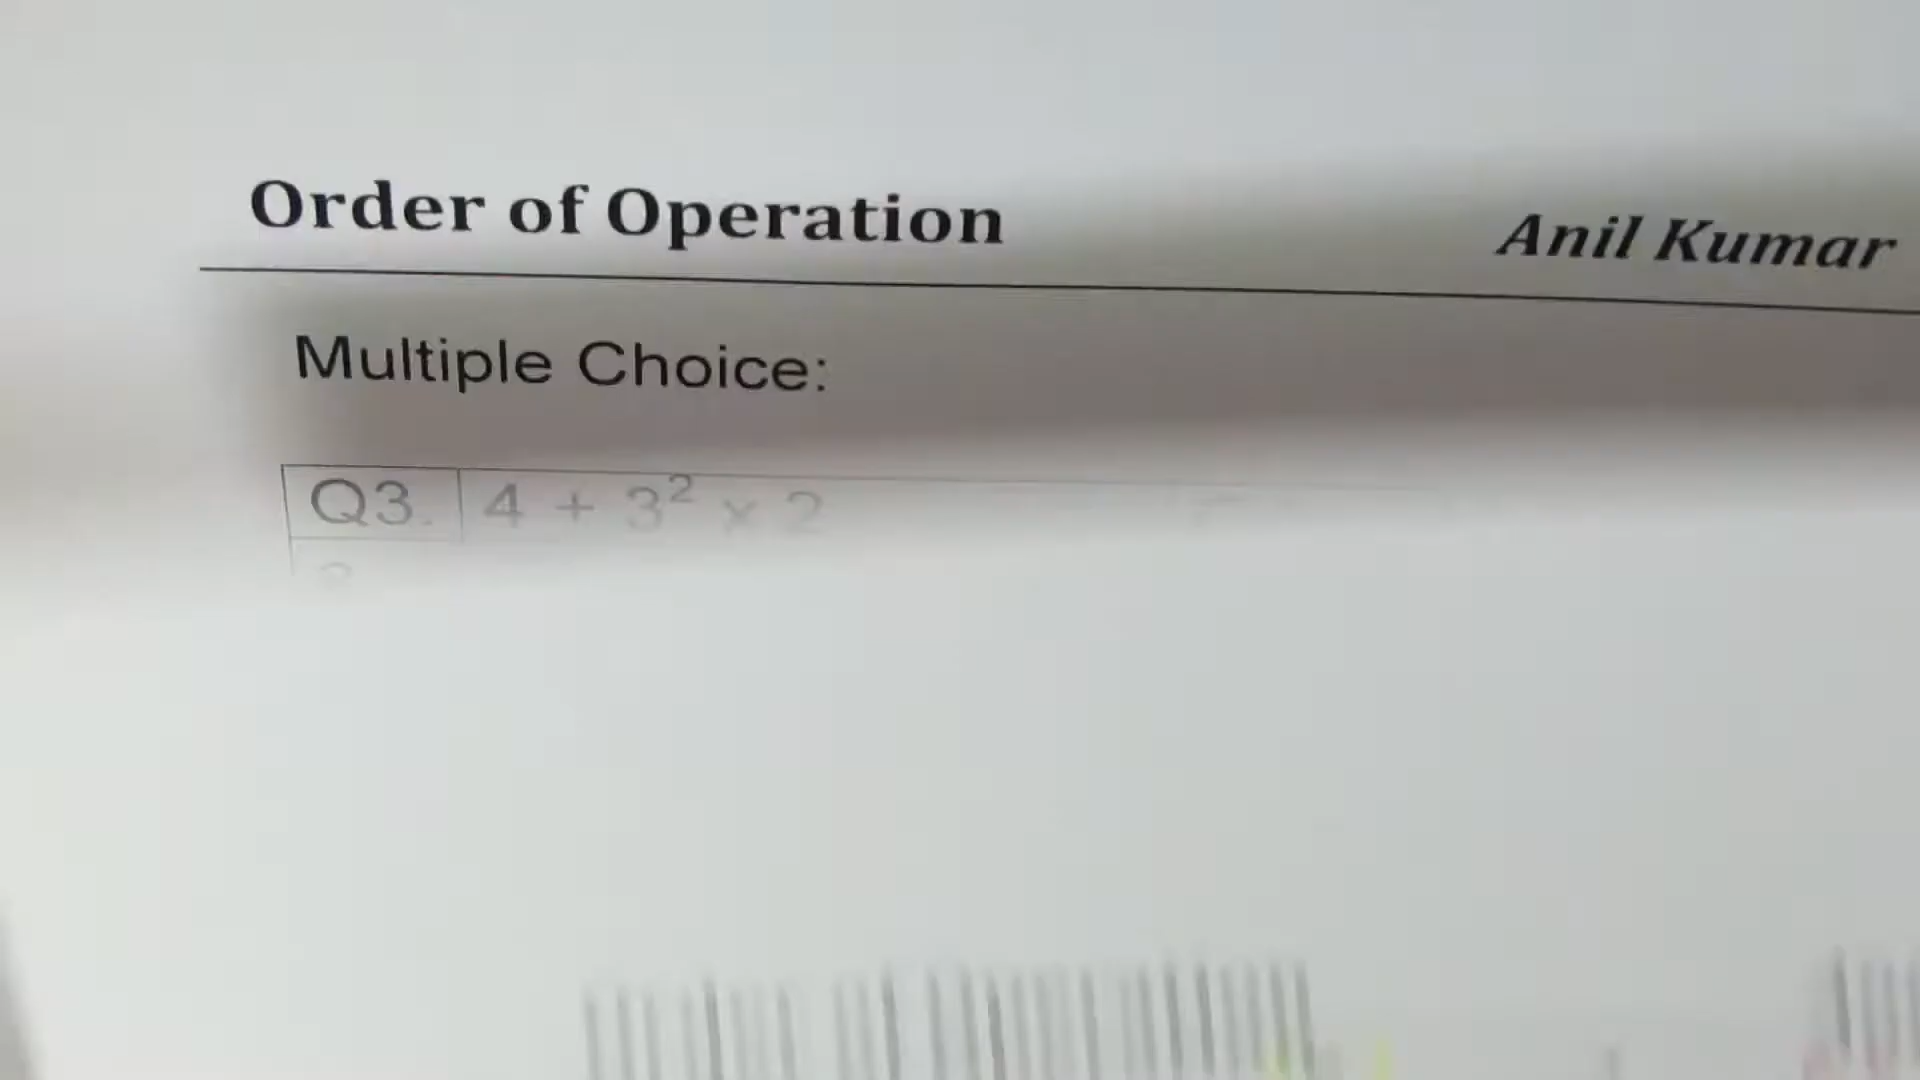 Order of Operation
Anil Kumar
Multiple Choice:
Q3. 4 + 3² × 2